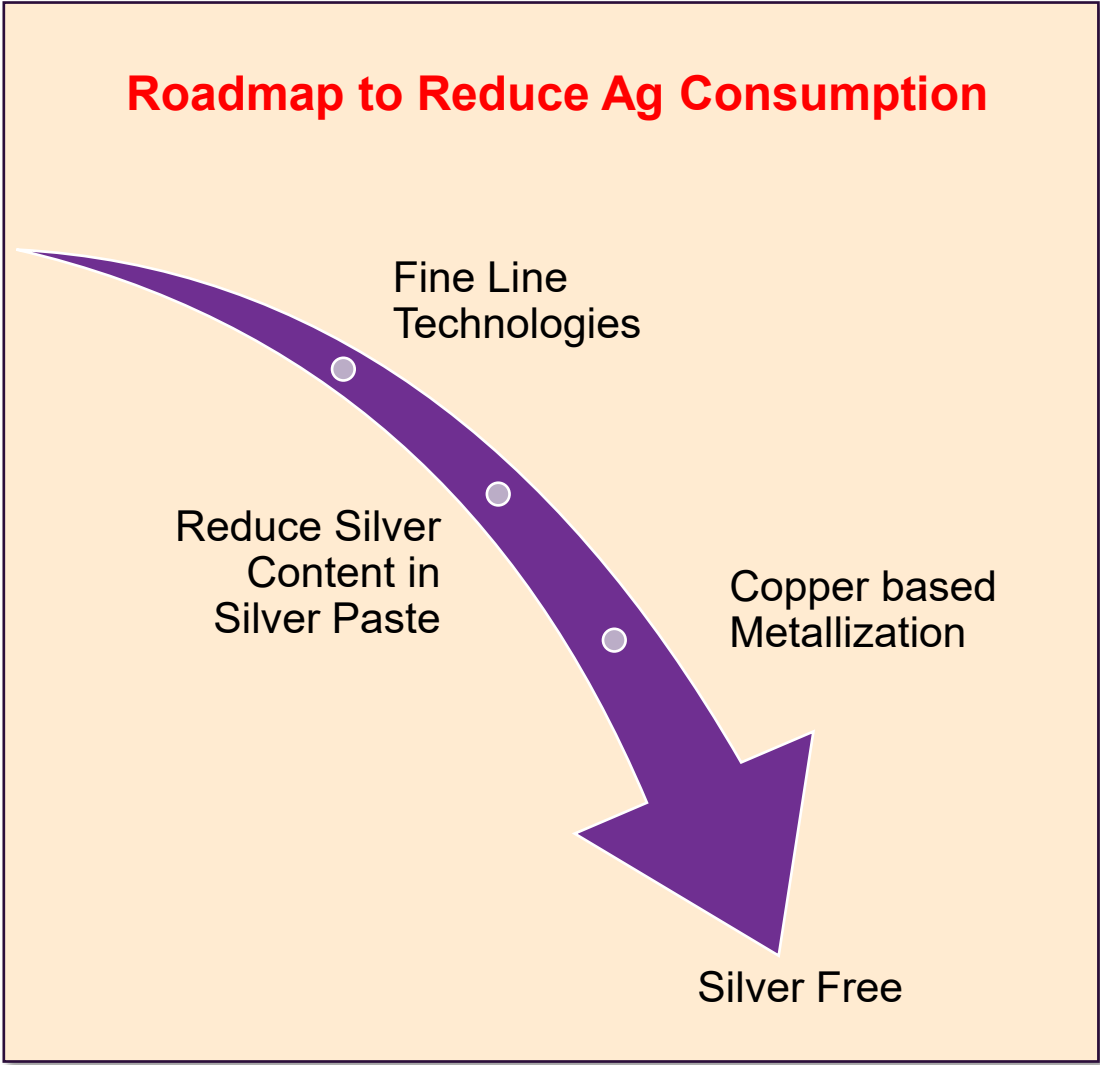 Roadmap to Reduce Ag Consumption
Fine Line
Technologies
Reduce Silver
Content in
Silver Paste
Copper based
Metallization
Silver Free